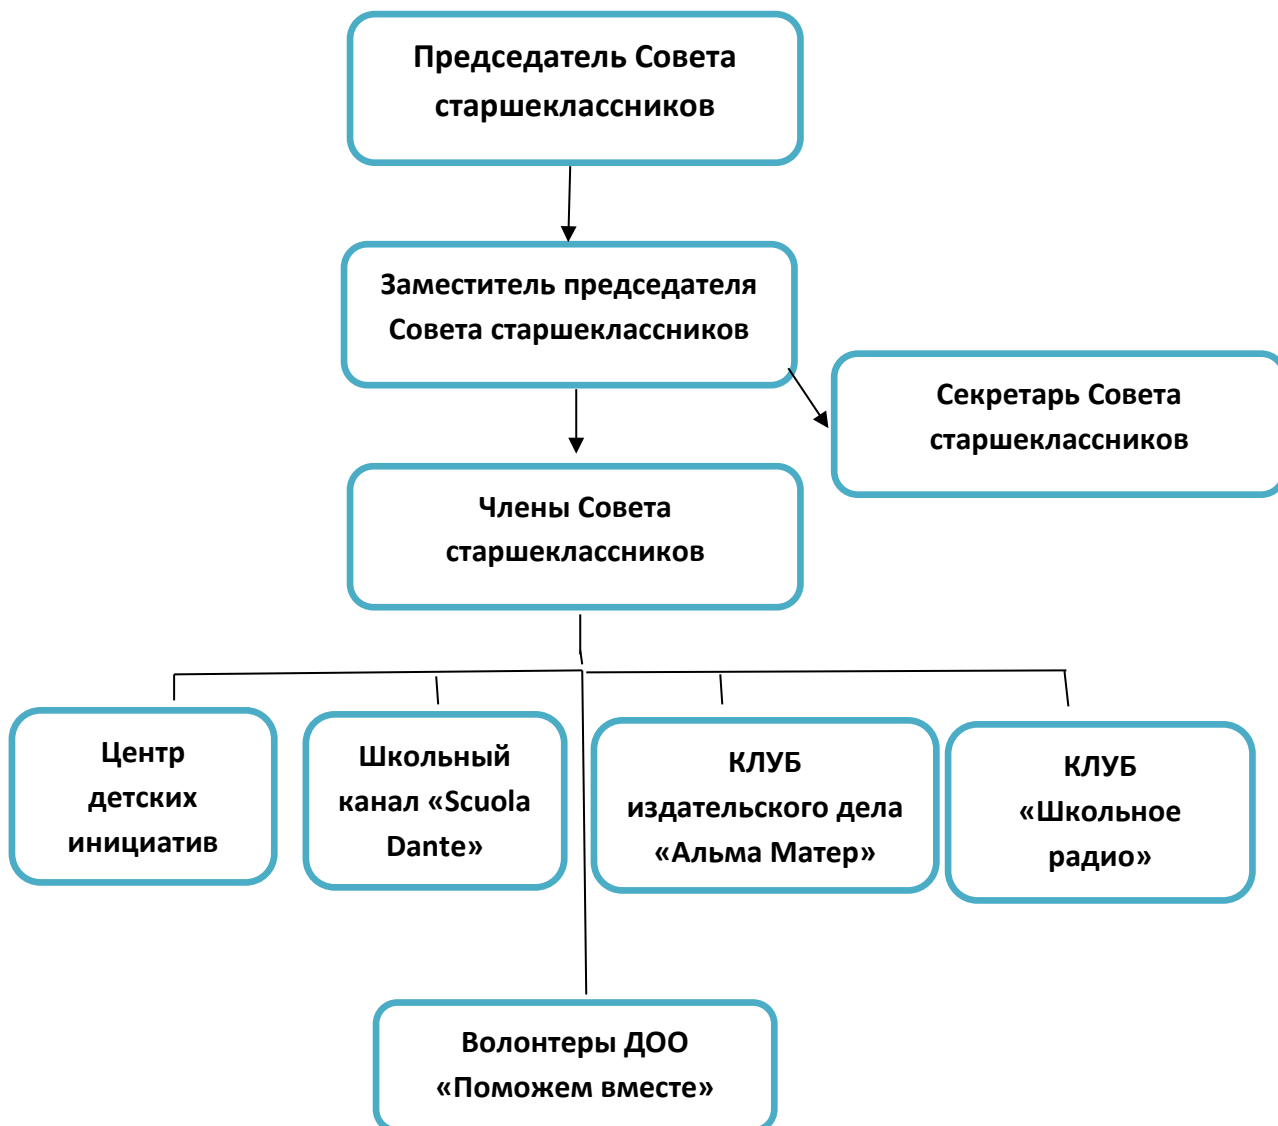 Председатель Совета
старшеклассников
Заместитель председателя
Совета старшеклассников
Секретарь Совета
старшеклассников
Члены Совета
старшеклассников
Центр
детских
инициатив
Школьный
канал «Scuola
Dante»
КЛУБ
издательского дела
«Альма Матер»
КЛУБ
«Школьное
радио»
Волонтеры ДОО
«Поможем вместе»